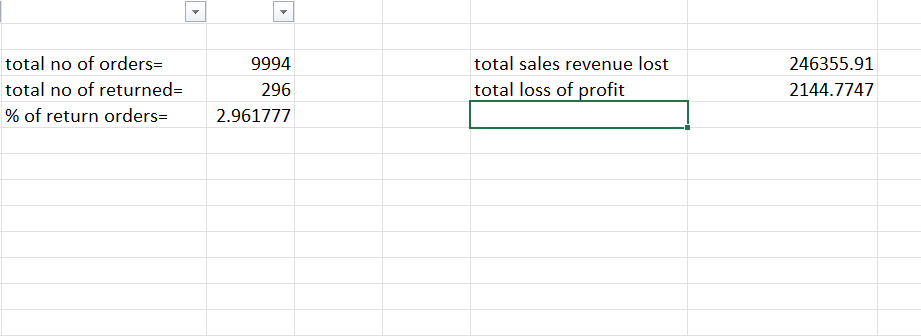 total no of orders= 9994 total sales revenue lost 246355.91
total no of returned= 296 total loss of profit 2144.7747
% of return orders= 2.961777